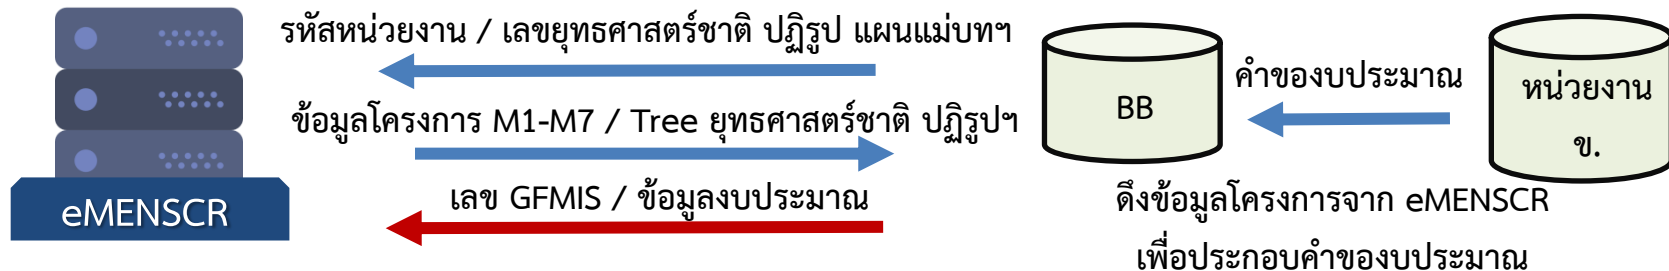 รหัสหน่วยงาน / เลขยุทธศาสตร์ชาติ ปฏิรูป แผนแม่บทฯ
ข้อมูลโครงการ M1-M7 / Tree ยุทธศาสตร์ชาติ ปฏิรูปฯ
เลข GFMIS / ข้อมูลงบประมาณ
eMENSCR
BB
คำของบประมาณ
หน่วยงาน
ข.
ดึงข้อมูลโครงการจาก eMENSCR
เพื่อประกอบคำของบประมาณ